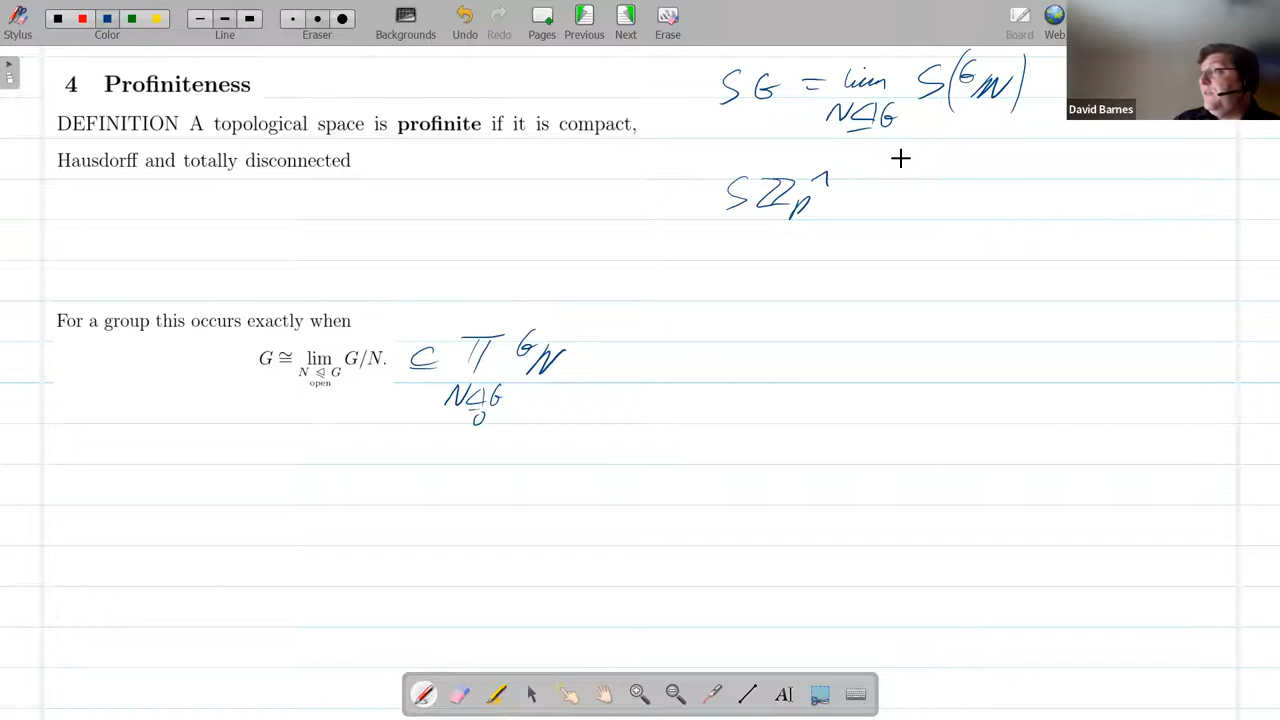 Stylus
Color
Line
Eraser
Backgrounds
Undo
Redo
Pages
Previous
Next
Erase
Board
Web
David Barnes
4 Profiniteness
DEFINITION A topological space is profinite if it is compact,
Hausdorff and totally disconnected
SG = lim S(G/N)
N⊴G
Sℤ_p^∧
For a group this occurs exactly when
G ≅ lim G/N. ⊆ ∏ G/N
N ⊴ G
open
N⊴G
o
AI